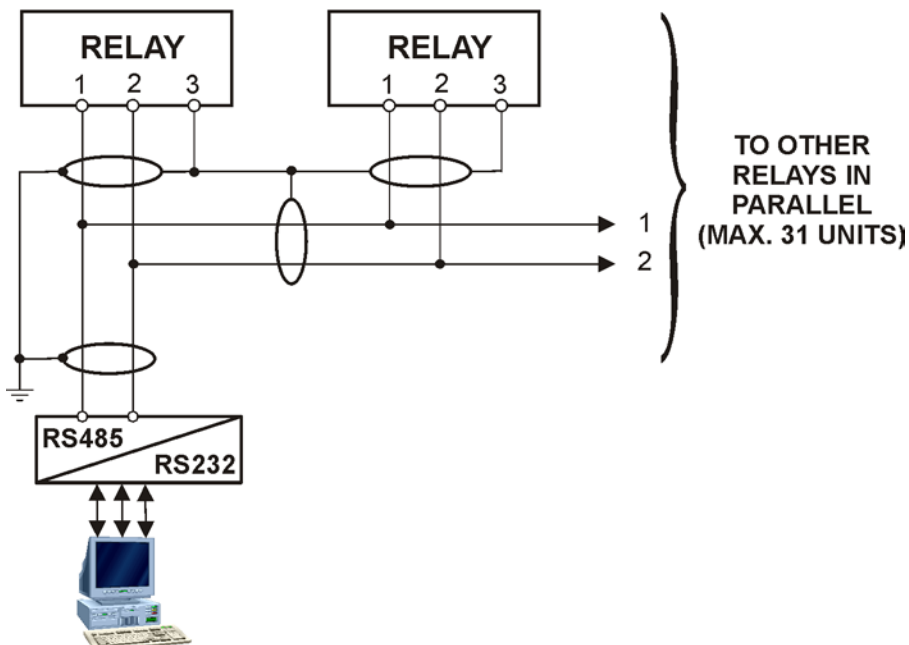 RELAY
1 2 3
RELAY
1 2 3
TO OTHER
RELAYS IN
PARALLEL
(MAX. 31 UNITS)
1
2
RS485
RS232